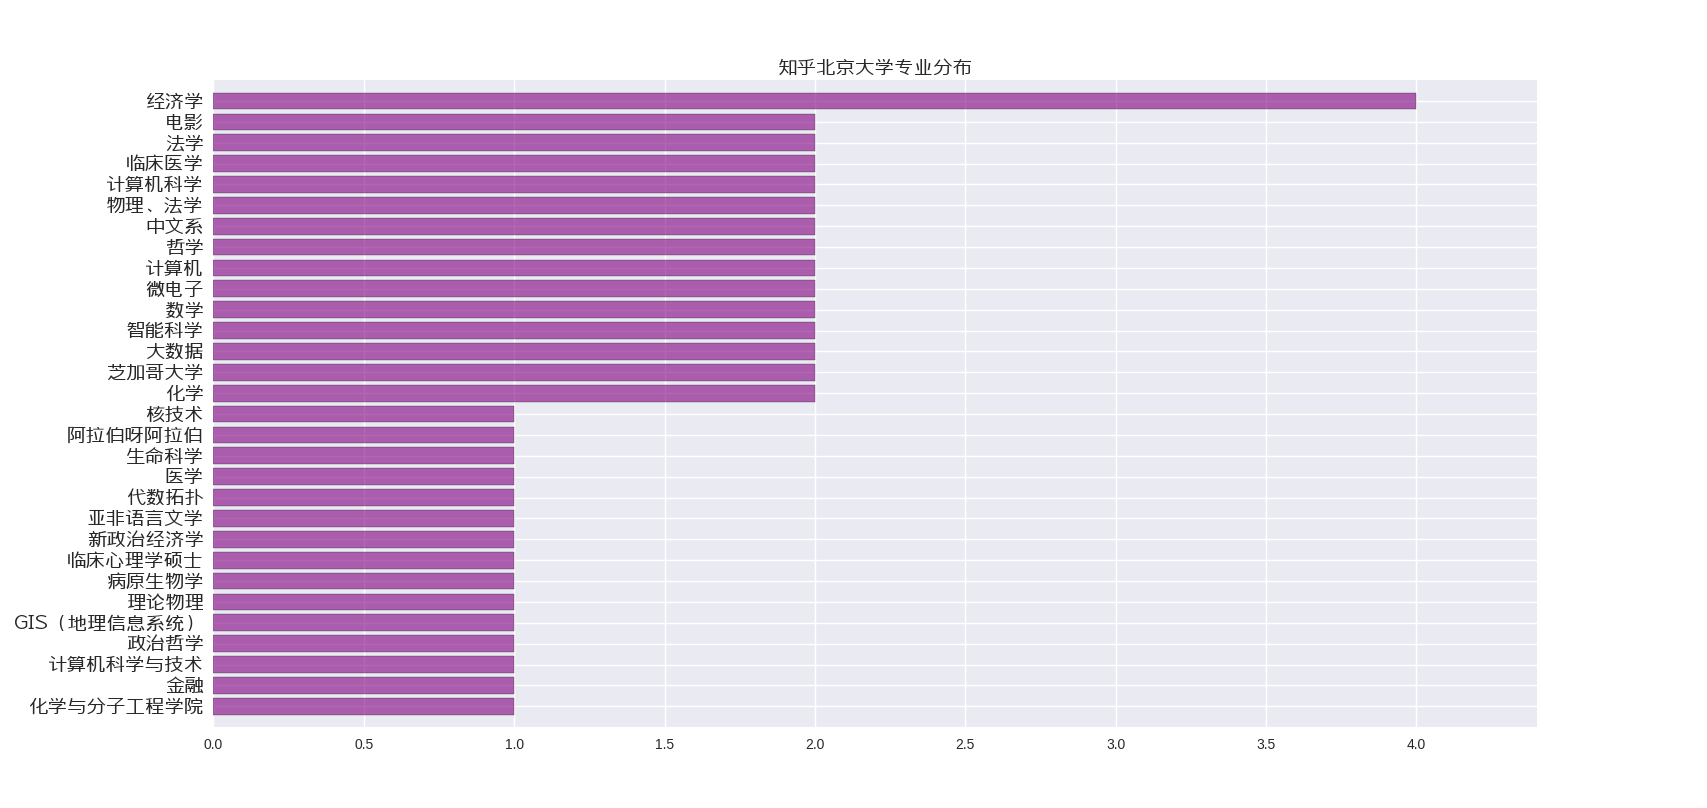 知乎北京大学专业分布
经济学
电影
法学
临床医学
计算机科学
物理、法学
中文系
哲学
计算机
微电子
数学
智能科学
大数据
芝加哥大学
化学
核技术
阿拉伯呀阿拉伯
生命科学
医学
代数拓扑
亚非语言文学
新政治经济学
临床心理学硕士
病原生物学
理论物理
GIS（地理信息系统）
政治哲学
计算机科学与技术
金融
化学与分子工程学院
0.0 0.5 1.0 1.5 2.0 2.5 3.0 3.5 4.0